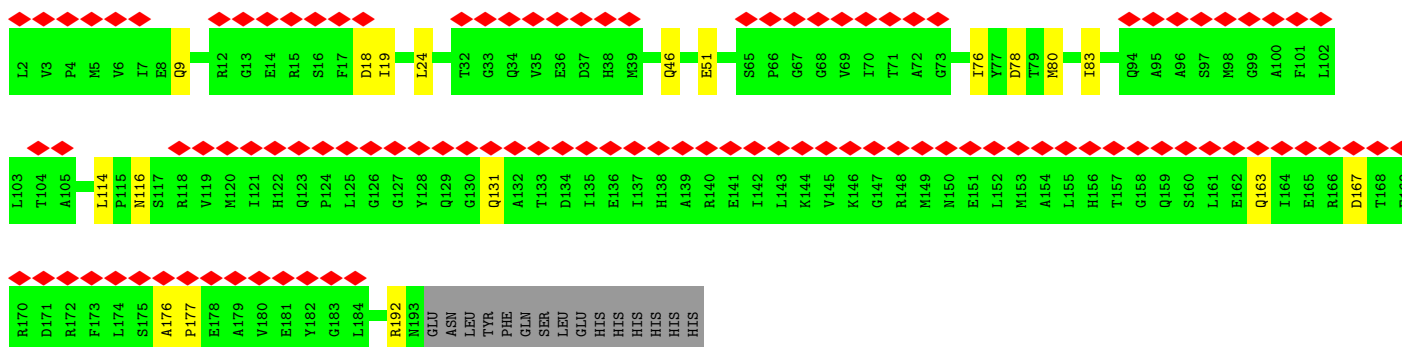 L2 V3 P4 M5 V6 I7 E8 Q9 R12 G13 E14 R15 S16 F17 D18 I19 L24 T32 G33 Q34 V35 E36 D37 H38 M39 Q46 E51 S65 P66 G67 G68 V69 I70 T71 A72 G73 I76 Y77 D78 T79 M80 I83 Q94 A95 A96 S97 M98 G99 A100 F101 L102
L103 T104 A105 L114 P115 N116 S117 R118 V119 M120 I121 H122 Q123 P124 L125 G126 G127 Y128 Q129 G130 Q131 A132 T133 D134 I135 E136 I137 H138 A139 R140 E141 I142 L143 K144 V145 K146 G147 R148 M149 N150 E151 L152 M153 A154 L155 H156 T157 G158 Q159 S160 L161 E162 Q163 I164 E165 R166 D167 T168
R170 D171 R172 F173 L174 S175 A176 P177 E178 A179 V180 E181 Y182 G183 L184 R192 N193 GLU ASN LEU TYR PHE GLN SER LEU GLU HIS HIS HIS HIS HIS HIS